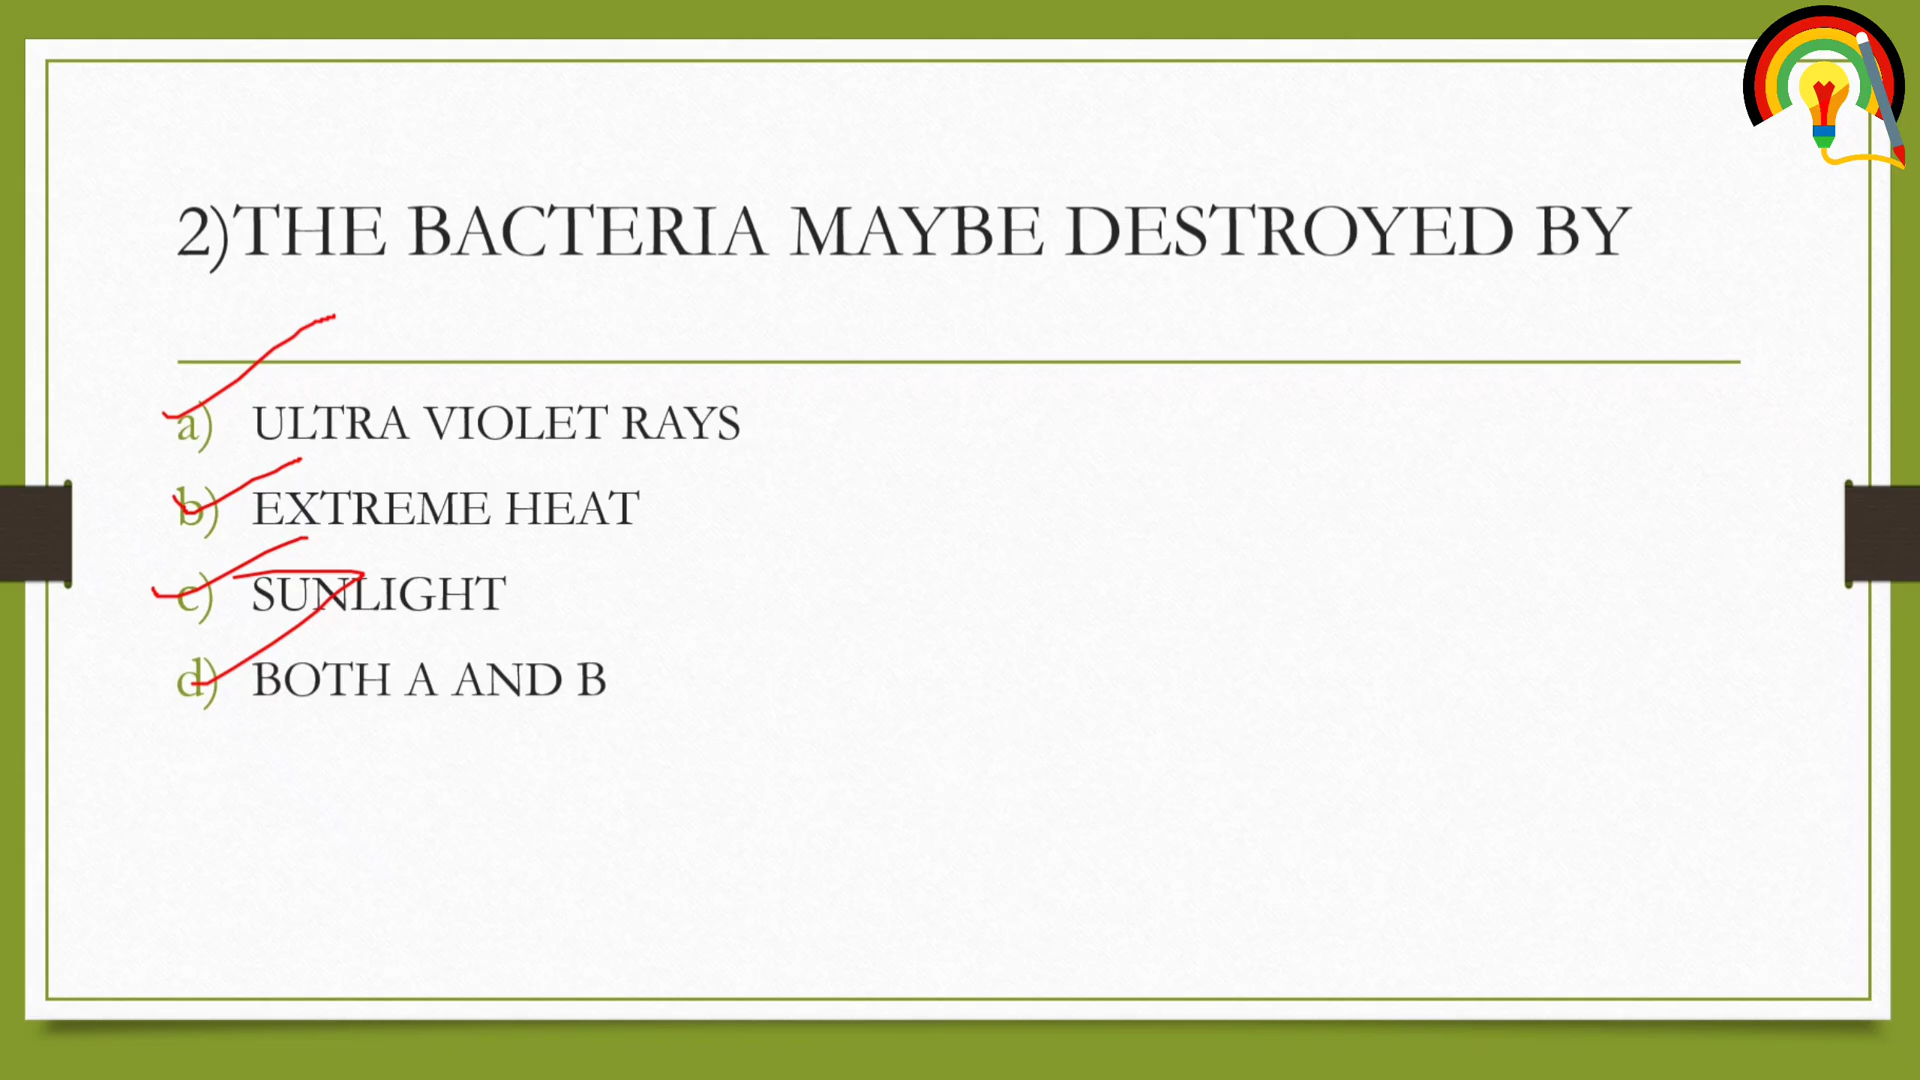 2)THE BACTERIA MAYBE DESTROYED BY
a) ULTRA VIOLET RAYS
b) EXTREME HEAT
c) SUNLIGHT
d) BOTH A AND B